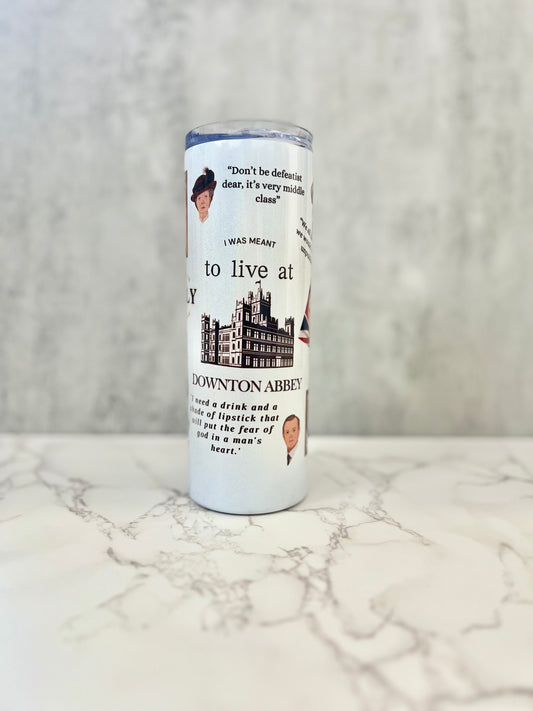 “Don’t be defeatist
dear, it’s very middle
class”
I WAS MEANT
to live at
LY
DOWNTON ABBEY
I need a drink and a
shade of lipstick that
will put the fear of
god in a man's
heart.'